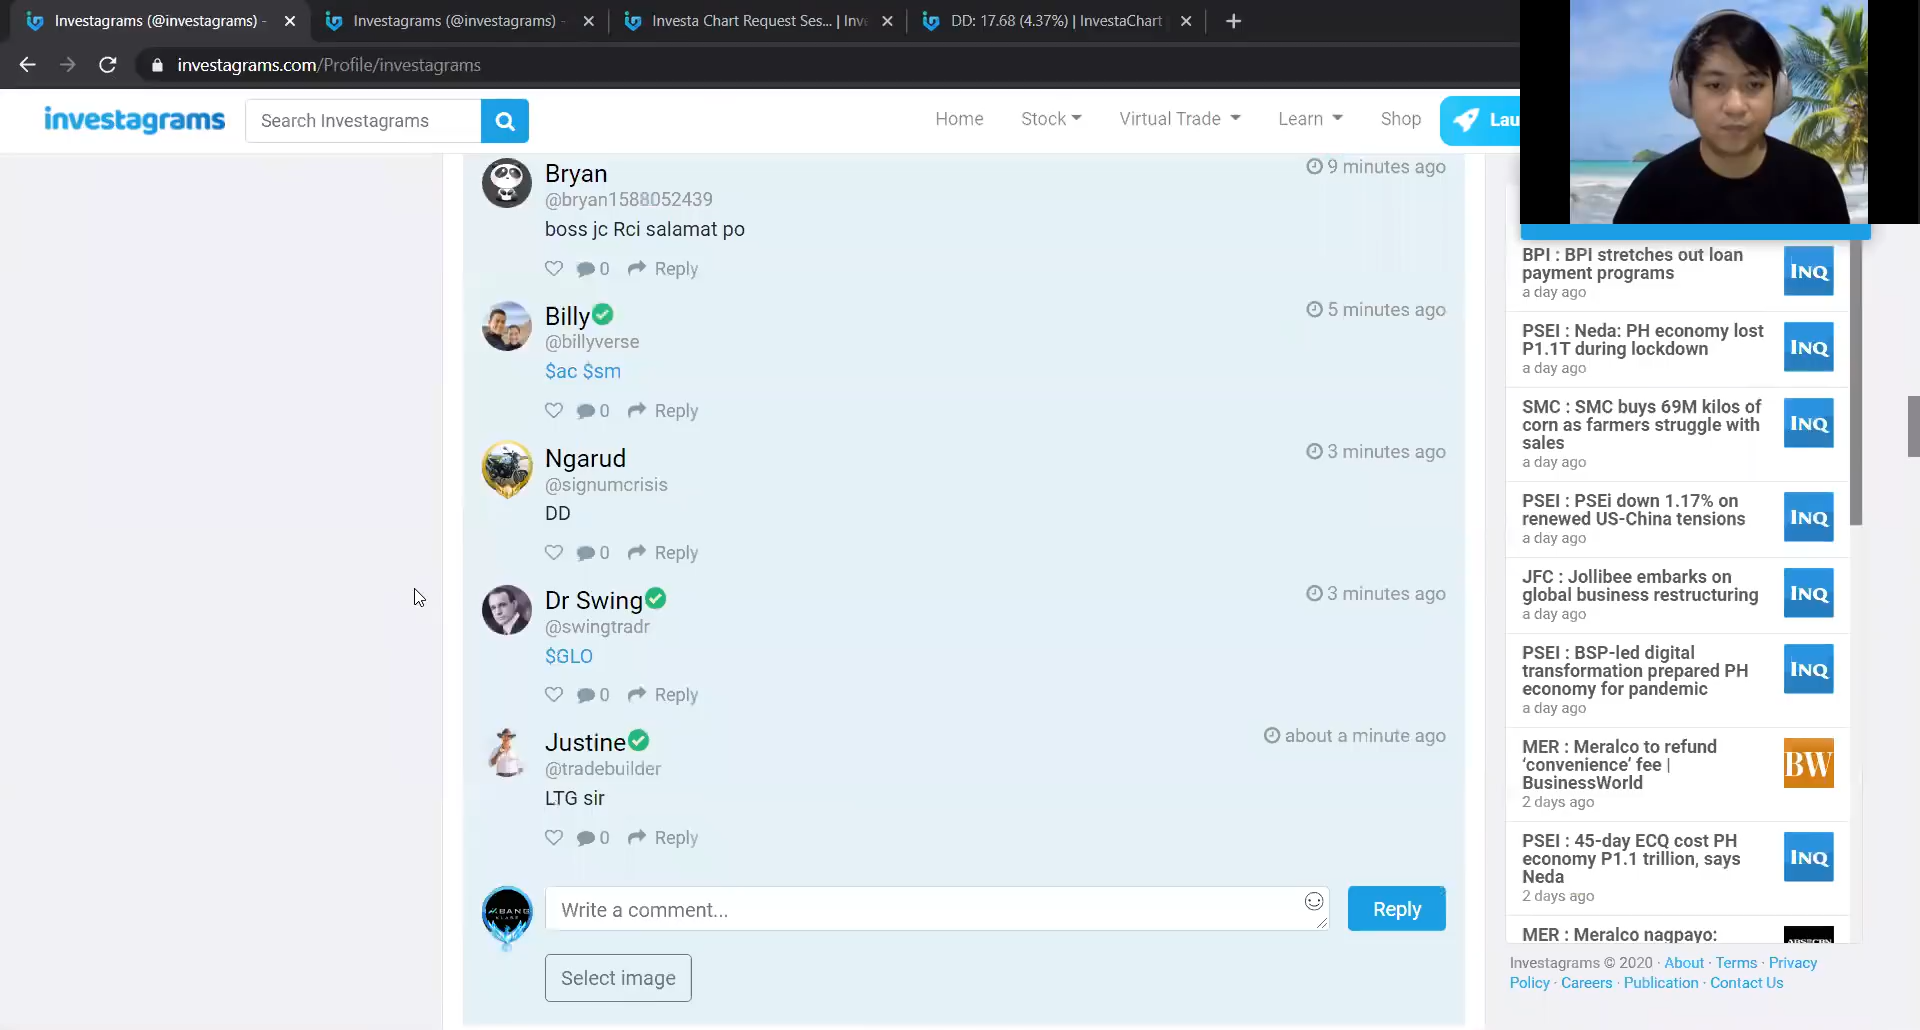 Investagrams (@investagrams) -
Investagrams (@investagrams) -
Investa Chart Request Ses... | Inv
DD: 17.68 (4.37%) | InvestaChart
investagrams.com/Profile/investagrams
investagrams
Search Investagrams
Home
Stock
Virtual Trade
Learn
Shop
Lau
Bryan
9 minutes ago
@bryan1588052439
boss jc Rci salamat po
0
Reply
Billy
5 minutes ago
@billyverse
$ac $sm
0
Reply
Ngarud
3 minutes ago
@signumcrisis
DD
0
Reply
Dr Swing
3 minutes ago
@swingtradr
$GLO
0
Reply
Justine
about a minute ago
@tradebuilder
LTG sir
0
Reply
Write a comment...
Reply
Select image
BPI : BPI stretches out loan
payment programs
a day ago
INQ
PSEI : Neda: PH economy lost
P1.1T during lockdown
a day ago
INQ
SMC : SMC buys 69M kilos of
corn as farmers struggle with
sales
a day ago
INQ
PSEI : PSEi down 1.17% on
renewed US-China tensions
a day ago
INQ
JFC : Jollibee embarks on
global business restructuring
a day ago
INQ
PSEI : BSP-led digital
transformation prepared PH
economy for pandemic
a day ago
INQ
MER : Meralco to refund
‘convenience’ fee |
BusinessWorld
2 days ago
BW
PSEI : 45-day ECQ cost PH
economy P1.1 trillion, says
Neda
2 days ago
INQ
MER : Meralco nagpayo:
Investagrams © 2020 · About · Terms · Privacy
Policy · Careers · Publication · Contact Us